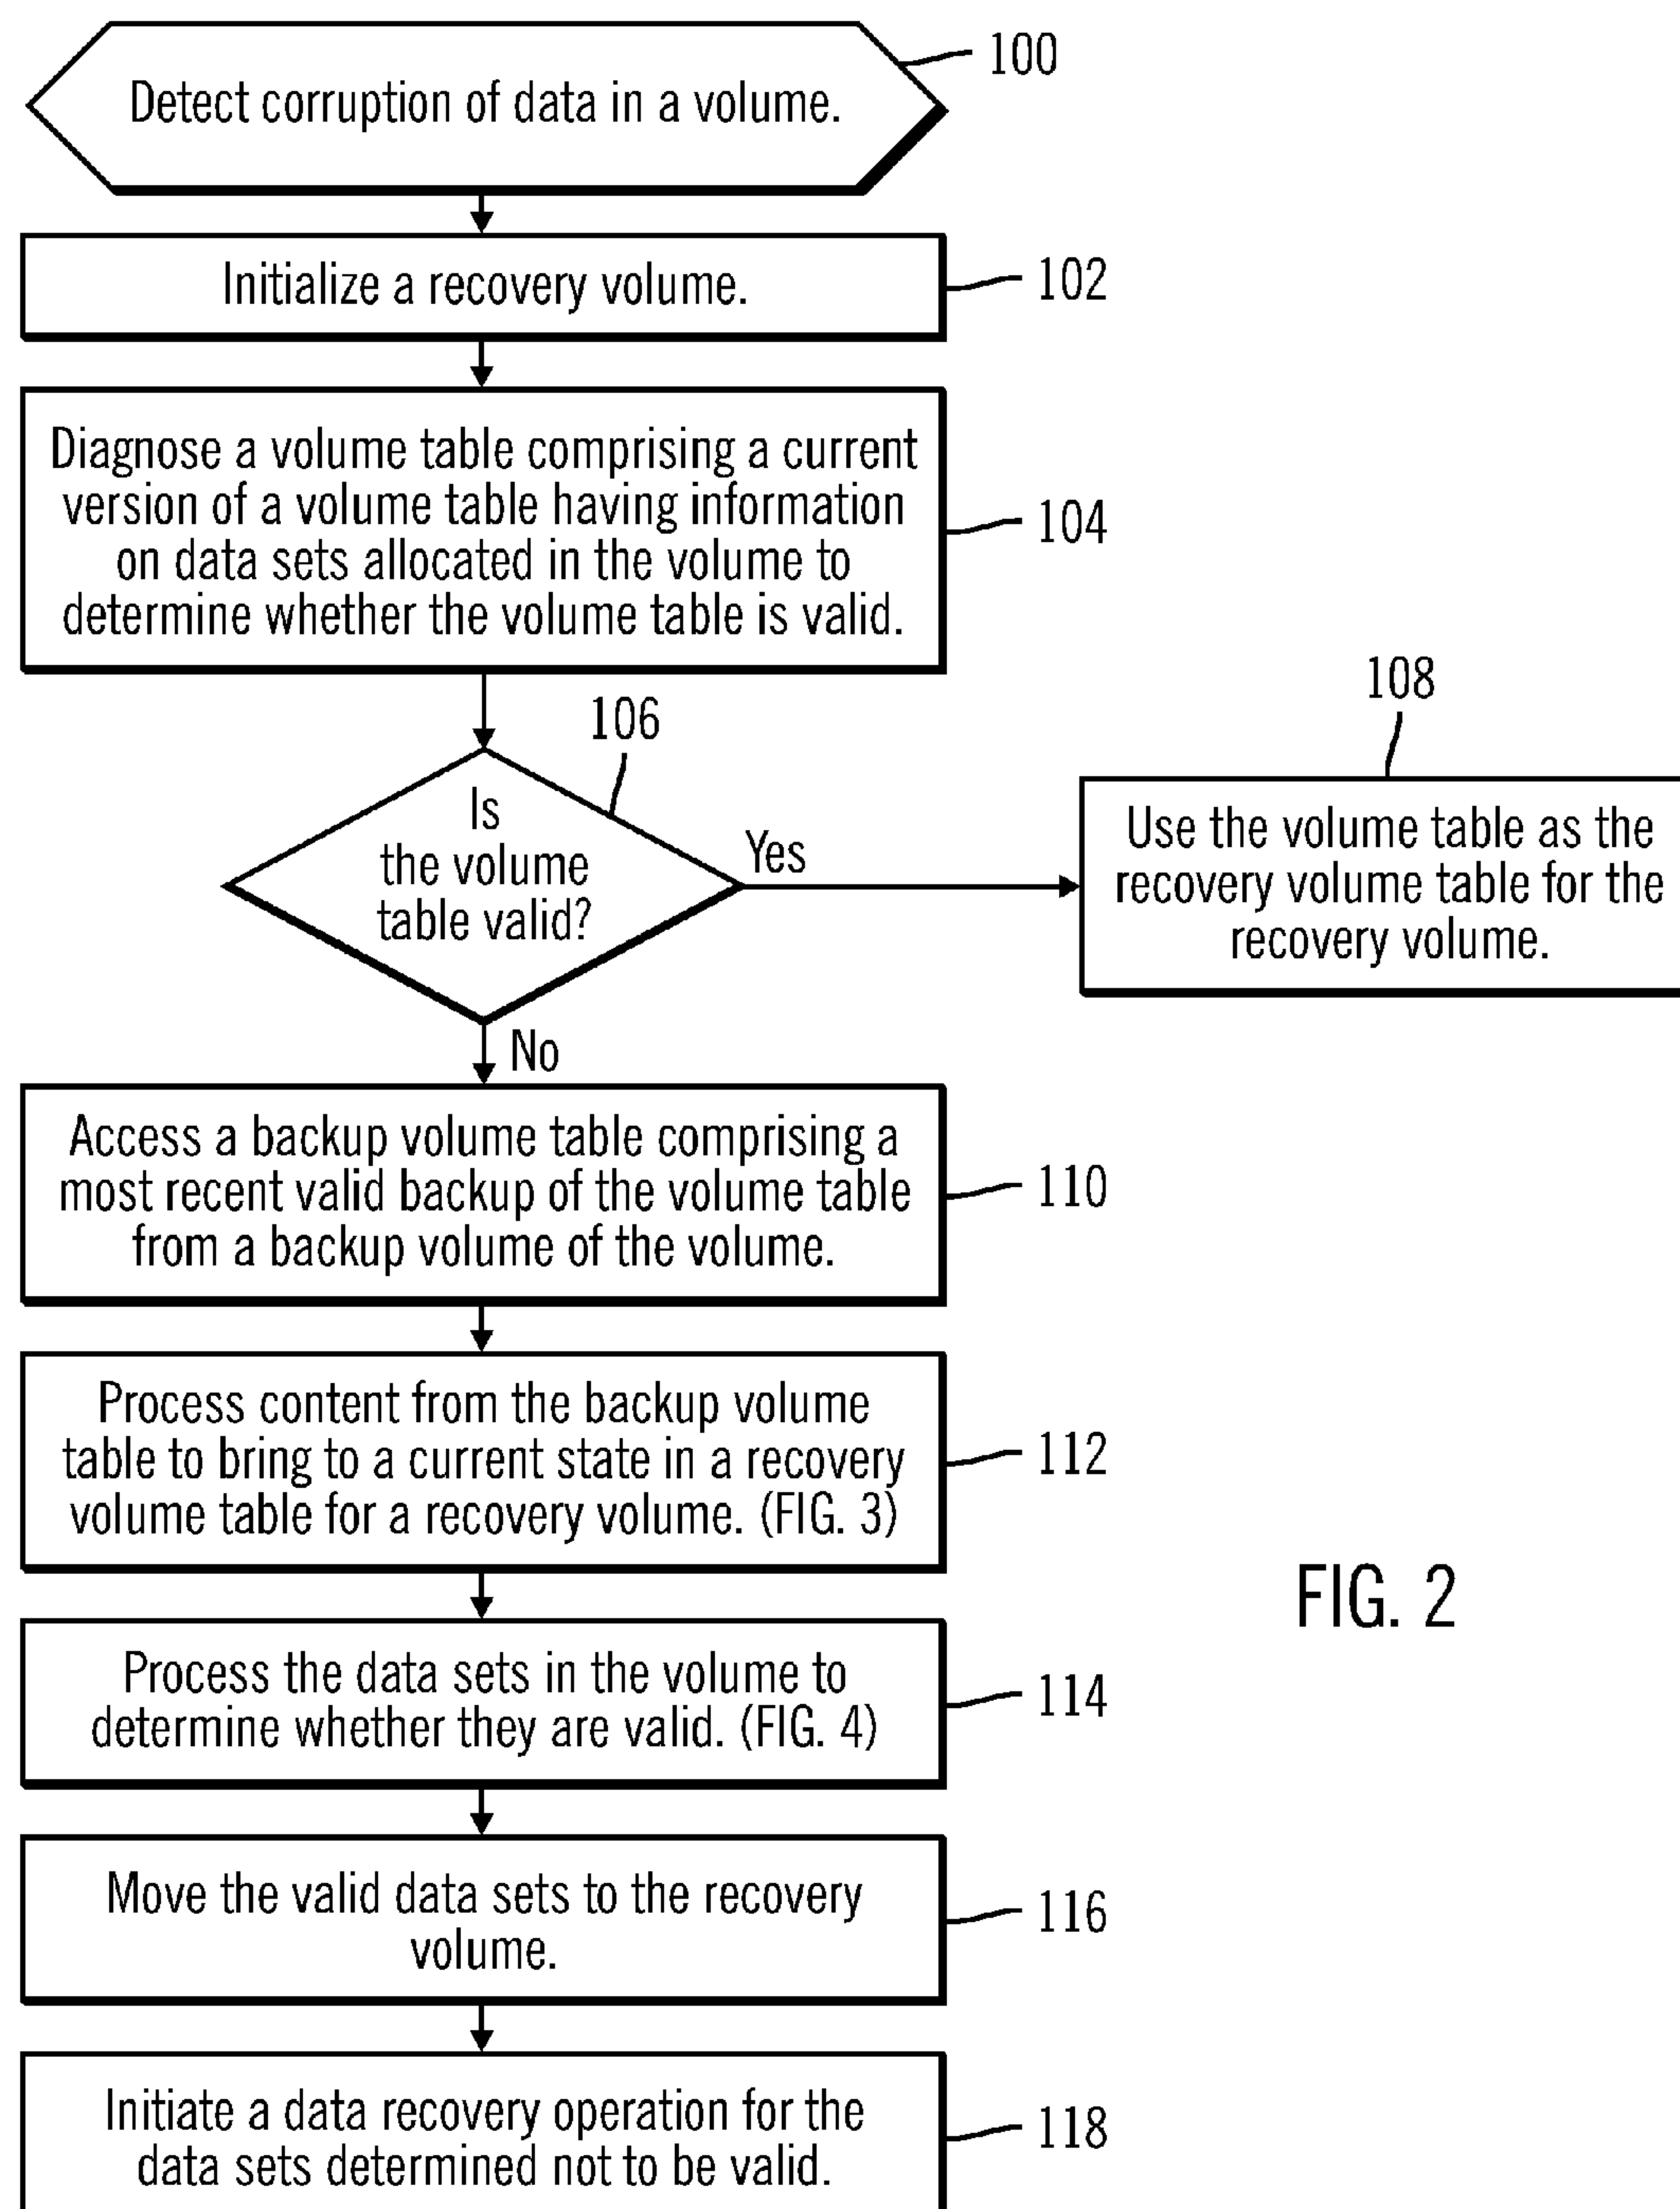 Detect corruption of data in a volume.
100
Initialize a recovery volume.
102
Diagnose a volume table comprising a current
version of a volume table having information
on data sets allocated in the volume to
determine whether the volume table is valid.
104
106
Is
the volume
table valid?
Yes
108
Use the volume table as the
recovery volume table for the
recovery volume.
No
Access a backup volume table comprising a
most recent valid backup of the volume table
from a backup volume of the volume.
110
Process content from the backup volume
table to bring to a current state in a recovery
volume table for a recovery volume. (FIG. 3)
112
Process the data sets in the volume to
determine whether they are valid. (FIG. 4)
114
Move the valid data sets to the recovery
volume.
116
Initiate a data recovery operation for the
data sets determined not to be valid.
118
FIG. 2